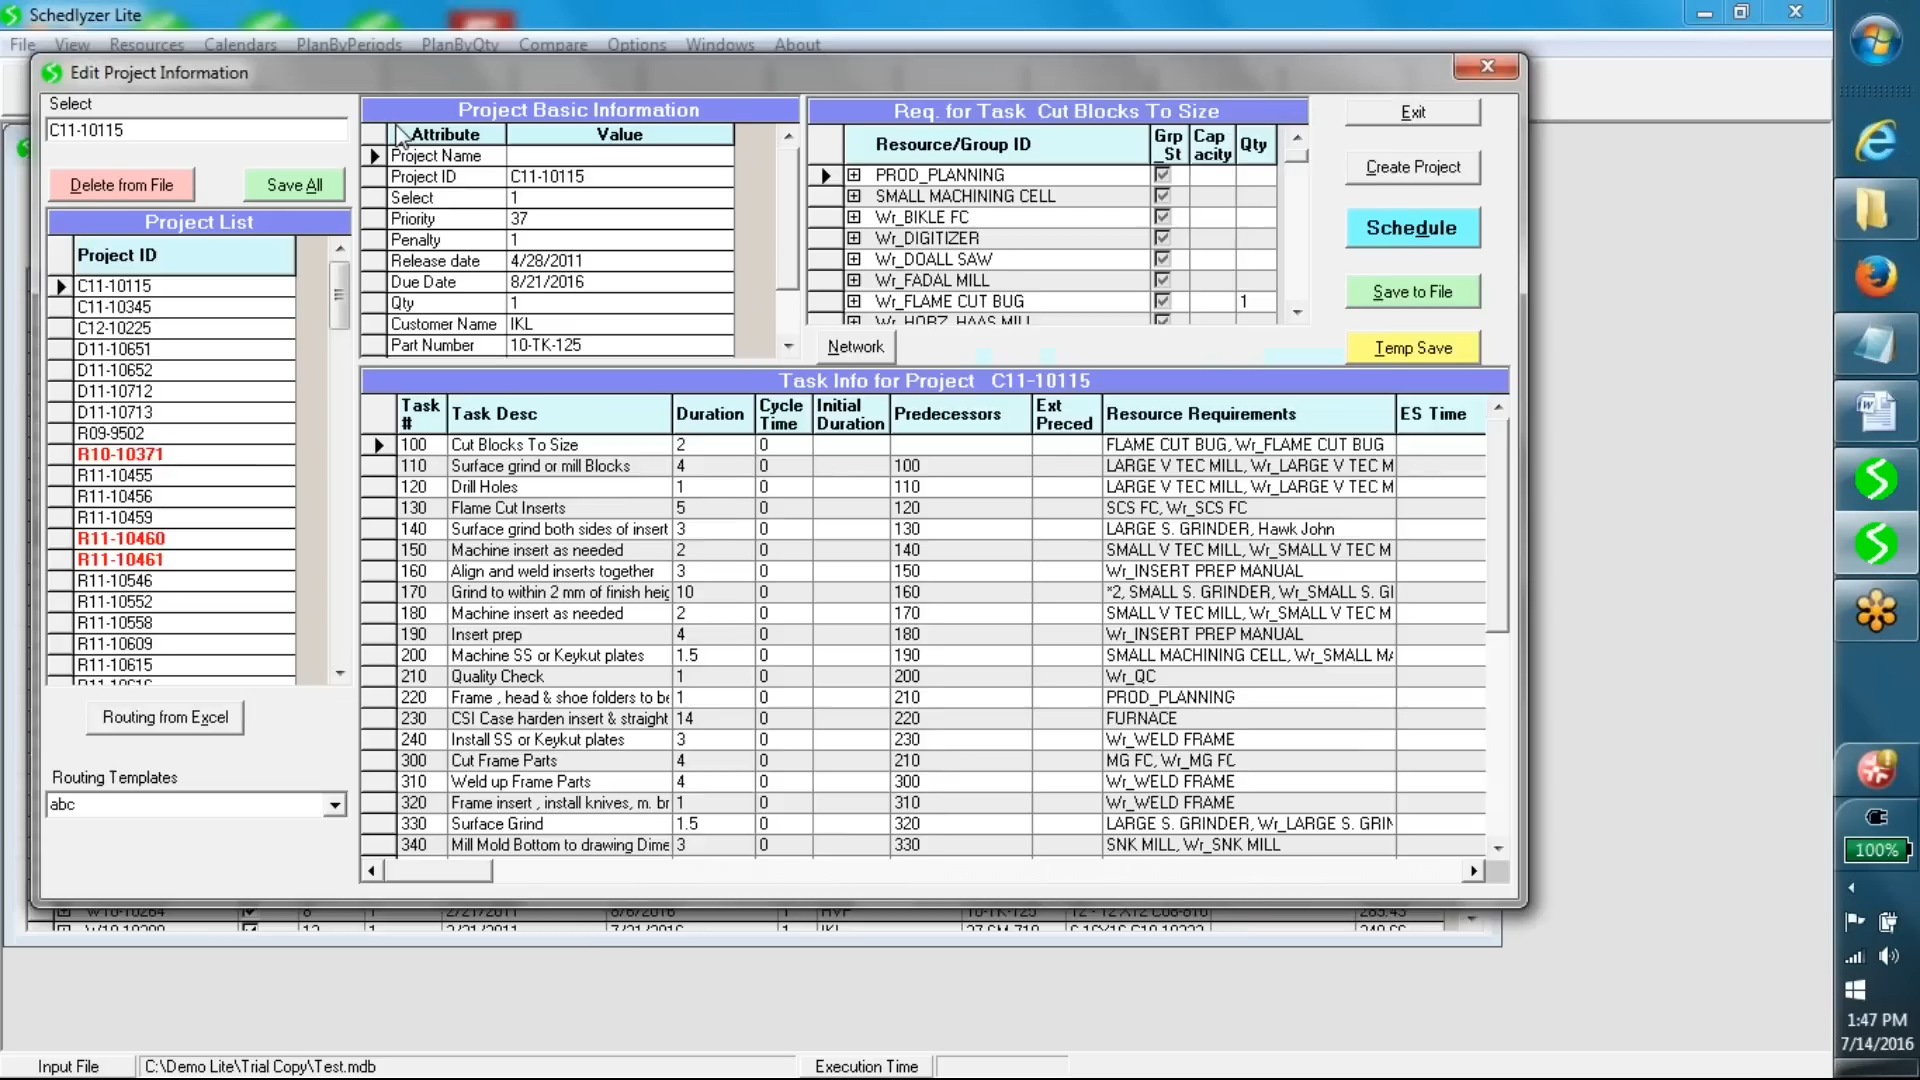 Schedlyzer Lite
File View Resources Calendars PlanByPeriods PlanByQty Compare Options Windows About
Edit Project Information
Select
C11-10115
Delete from File Save All
Project List
Project ID
C11-10115
C11-10345
C12-10225
D11-10651
D11-10652
D11-10712
D11-10713
R09-9502
R10-10371
R11-10455
R11-10456
R11-10459
R11-10460
R11-10461
R11-10546
R11-10552
R11-10558
R11-10609
R11-10615
Routing from Excel
Routing Templates
abc
Project Basic Information
Attribute Value
Project Name
Project ID C11-10115
Select 1
Priority 37
Penalty 1
Release date 4/28/2011
Due Date 8/21/2016
Qty 1
Customer Name IKL
Part Number 10-TK-125
Req. for Task Cut Blocks To Size
Resource/Group ID Grp_St Capacity Qty
PROD_PLANNING
SMALL MACHINING CELL
Wr_BIKLE FC
Wr_DIGITIZER
Wr_DOALL SAW
Wr_FADAL MILL
Wr_FLAME CUT BUG 1
Wr_HORZ HAAS MILL
Network
Exit
Create Project
Schedule
Save to File
Temp Save
Task Info for Project C11-10115
Task # Task Desc Duration Cycle Time Initial Duration Predecessors Ext Preced Resource Requirements ES Time
100 Cut Blocks To Size 2 0 FLAME CUT BUG, Wr_FLAME CUT BUG
110 Surface grind or mill Blocks 4 0 100 LARGE V TEC MILL, Wr_LARGE V TEC M
120 Drill Holes 1 0 110 LARGE V TEC MILL, Wr_LARGE V TEC M
130 Flame Cut Inserts 5 0 120 SCS FC, Wr_SCS FC
140 Surface grind both sides of insert 3 0 130 LARGE S. GRINDER, Hawk John
150 Machine insert as needed 2 0 140 SMALL V TEC MILL, Wr_SMALL V TEC M
160 Align and weld inserts together 3 0 150 Wr_INSERT PREP MANUAL
170 Grind to within 2 mm of finish heig 10 0 160 *2, SMALL S. GRINDER, Wr_SMALL S. GI
180 Machine insert as needed 2 0 170 SMALL V TEC MILL, Wr_SMALL V TEC M
190 Insert prep 4 0 180 Wr_INSERT PREP MANUAL
200 Machine SS or Keykut plates 1.5 0 190 SMALL MACHINING CELL, Wr_SMALL MA
210 Quality Check 1 0 200 Wr_QC
220 Frame , head & shoe folders to be 1 0 210 PROD_PLANNING
230 CSI Case harden insert & straight 14 0 220 FURNACE
240 Install SS or Keykut plates 3 0 230 Wr_WELD FRAME
300 Cut Frame Parts 4 0 210 MG FC, Wr_MG FC
310 Weld up Frame Parts 4 0 300 Wr_WELD FRAME
320 Frame insert , install knives, m. br 1 0 310 Wr_WELD FRAME
330 Surface Grind 1.5 0 320 LARGE S. GRINDER, Wr_LARGE S. GRIN
340 Mill Mold Bottom to drawing Dime 3 0 330 SNK MILL, Wr_SNK MILL
Input File C:\Demo Lite\Trial Copy\Test.mdb Execution Time
100%
1:47 PM
7/14/2016